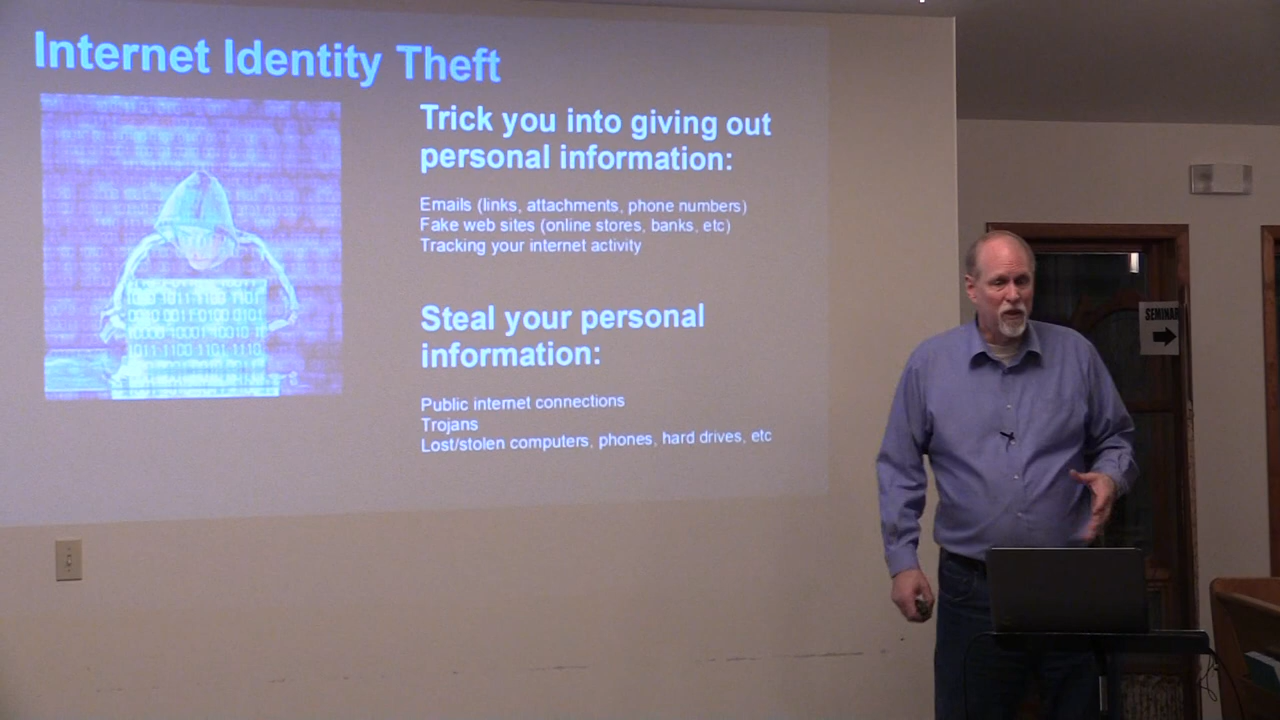 Internet Identity Theft
Trick you into giving out
personal information:
Emails (links, attachments, phone numbers)
Fake web sites (online stores, banks, etc)
Tracking your internet activity
Steal your personal
information:
Public internet connections
Trojans
Lost/stolen computers, phones, hard drives, etc
SEMINAR